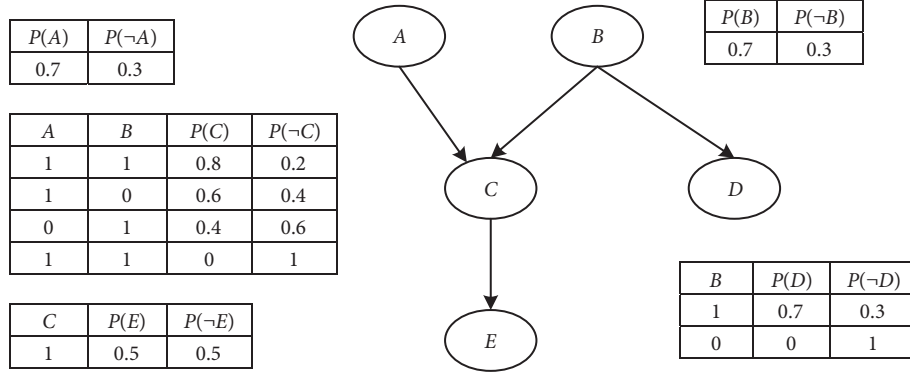 P(A) P(¬A)
0.7 0.3
A
B
P(B) P(¬B)
0.7 0.3
A B P(C) P(¬C)
1 1 0.8 0.2
1 0 0.6 0.4
0 1 0.4 0.6
1 1 0 1
C
D
C P(E) P(¬E)
1 0.5 0.5
E
B P(D) P(¬D)
1 0.7 0.3
0 0 1